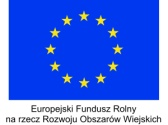 Europejski Fundusz Rolny
na rzecz Rozwoju Obszarów Wiejskich